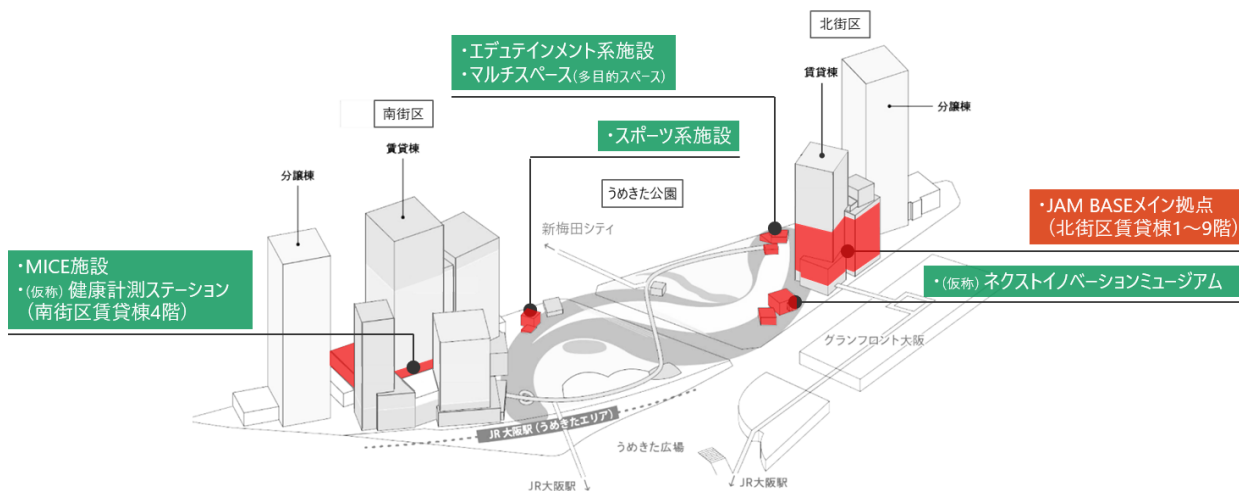 北街区
・エデュテインメント系施設
・マルチスペース(多目的スペース)
賃貸棟
分譲棟
南街区
・スポーツ系施設
賃貸棟
分譲棟
うめきた公園
・JAM BASEメイン拠点
(北街区賃貸棟1～9階)
新梅田シティ
・MICE施設
・(仮称) 健康計測ステーション
(南街区賃貸棟4階)
・(仮称) ネクストイノベーションミュージアム
グランフロント大阪
JR大阪駅(うめきたエリア)
うめきた広場
JR大阪駅
JR大阪駅